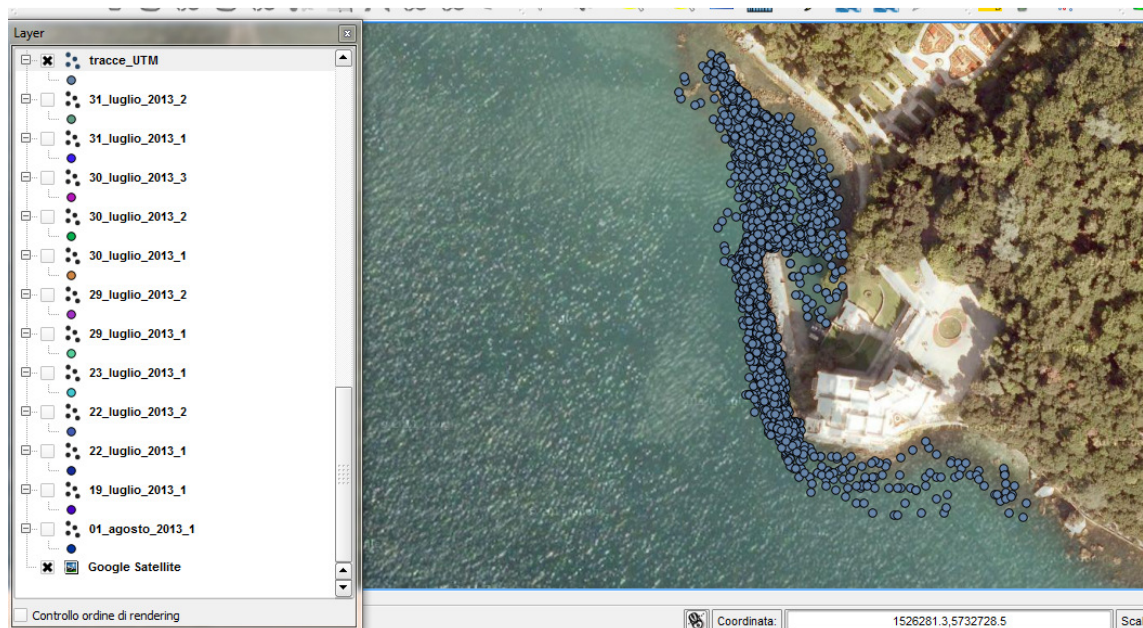 Layer
tracce_UTM
31_luglio_2013_2
31_luglio_2013_1
30_luglio_2013_3
30_luglio_2013_2
30_luglio_2013_1
29_luglio_2013_2
29_luglio_2013_1
23_luglio_2013_1
22_luglio_2013_2
22_luglio_2013_1
19_luglio_2013_1
01_agosto_2013_1
Google Satellite
Controllo ordine di rendering
Coordinata: 1526281.3,5732728.5 Sca